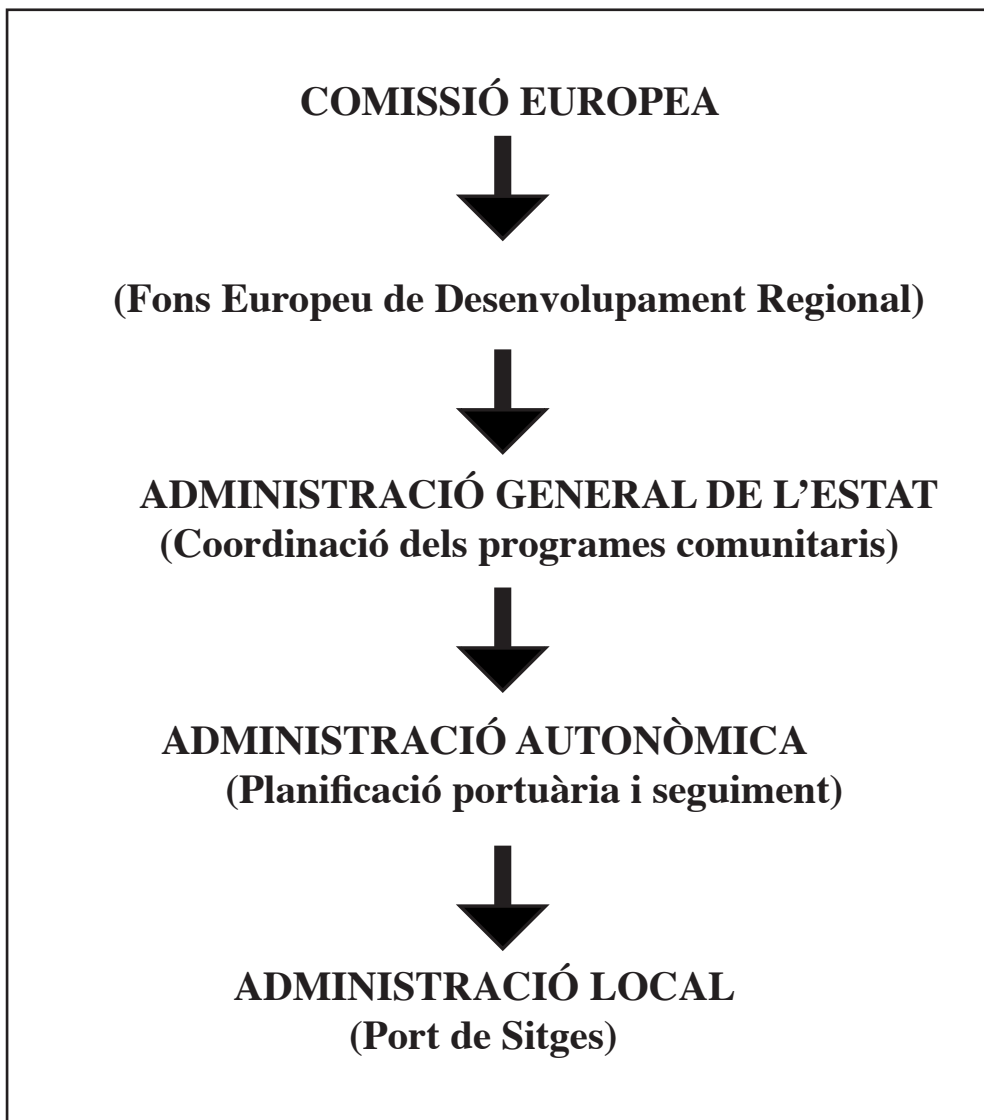 COMISSIÓ EUROPEA
(Fons Europeu de Desenvolupament Regional)
ADMINISTRACIÓ GENERAL DE L’ESTAT
(Coordinació dels programes comunitaris)
ADMINISTRACIÓ AUTONÒMICA
(Planificació portuària i seguiment)
ADMINISTRACIÓ LOCAL
(Port de Sitges)